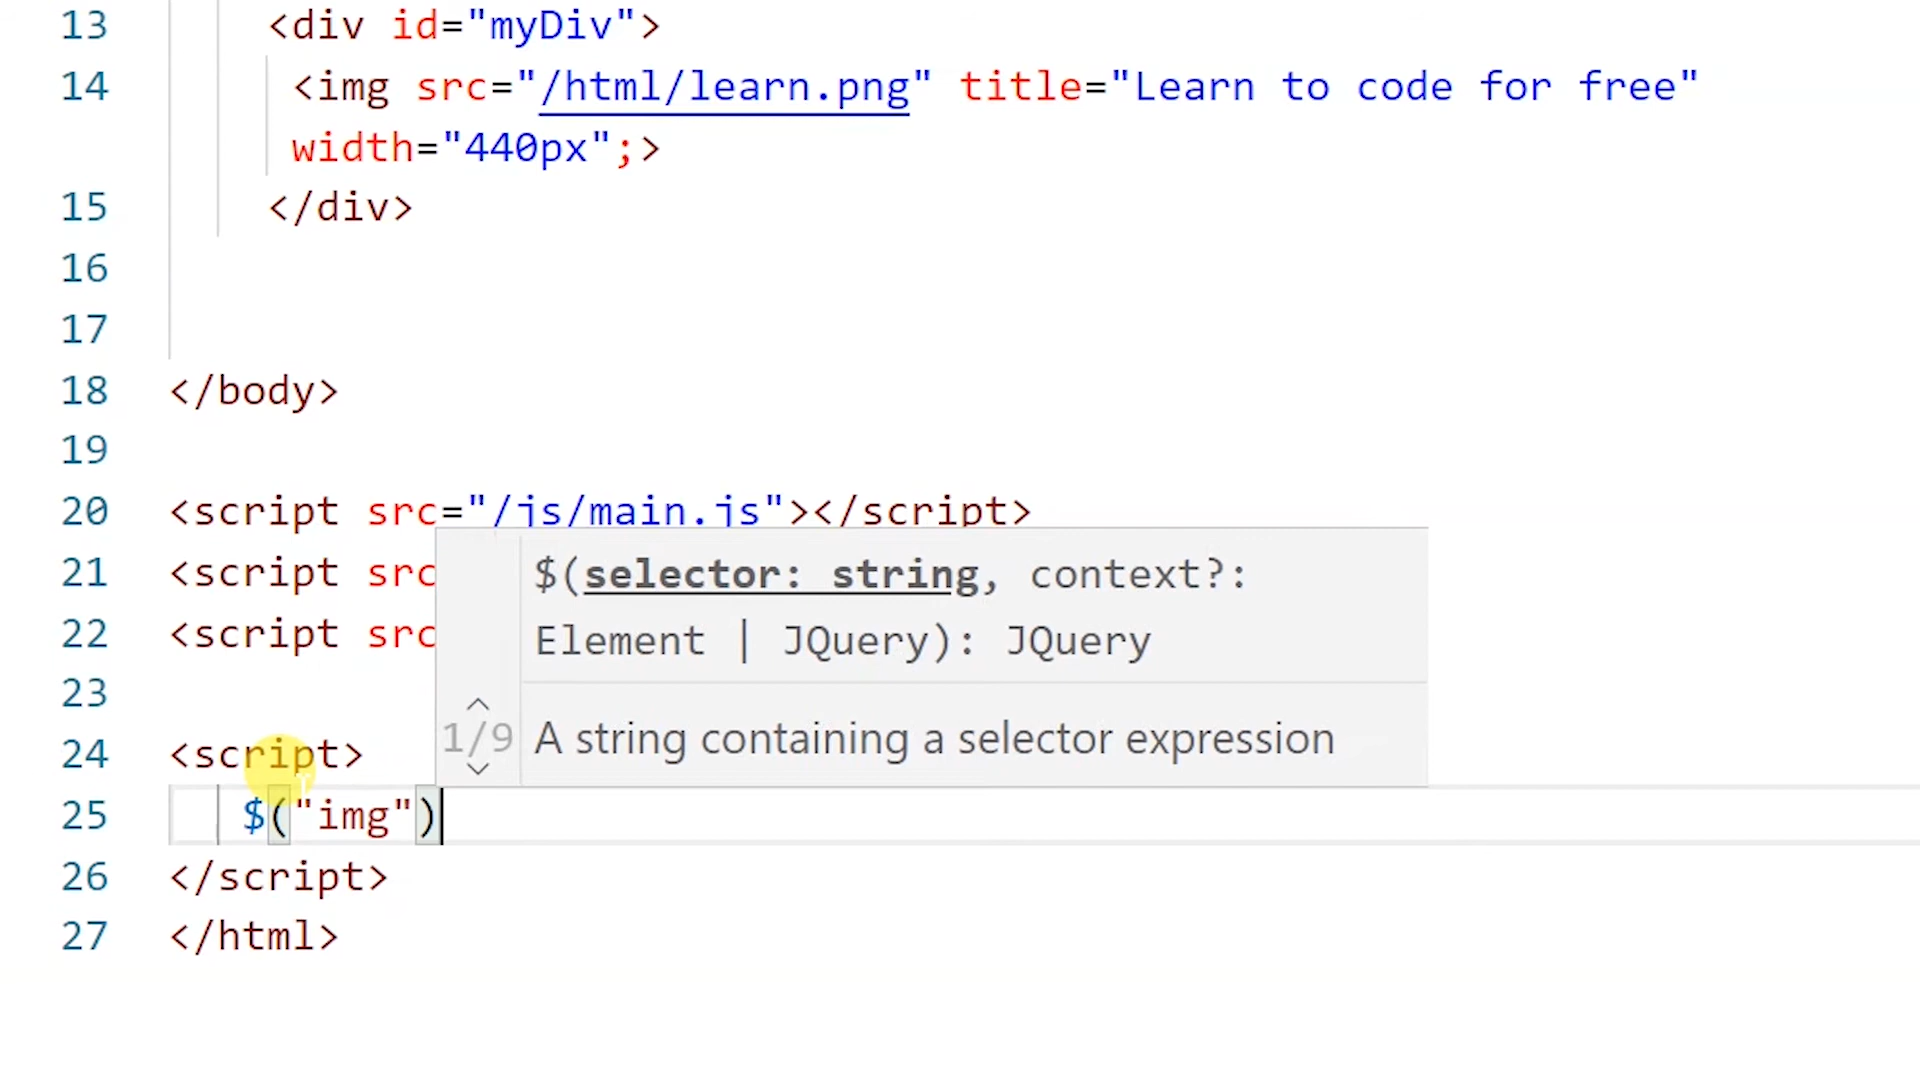 13 <div id="myDiv">
14 <img src="/html/learn.png" title="Learn to code for free"
width="440px";>
15 </div>
16
17
18 </body>
19
20 <script src="/js/main.js"></script>
21 <script src
22 <script src
$(selector: string, context?:
Element | JQuery): JQuery
23
1/9 A string containing a selector expression
24 <script>
25 $("img")
26 </script>
27 </html>